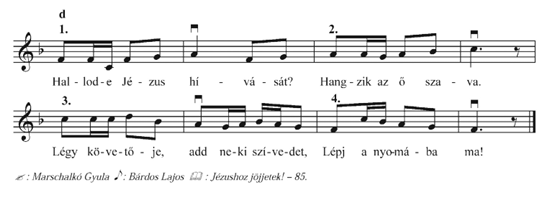 d
1. 2.
Hal-lod-e Jé-zus hí-vá-sát? Hang-zik az ő sza-va.
3. 4.
Légy kö-ve-tő-je, add ne-ki szí-ve-det, Lépj a nyo-má-ba ma!
: Marschalkó Gyula : Bárdos Lajos : Jézushoz jöjjetek! – 85.